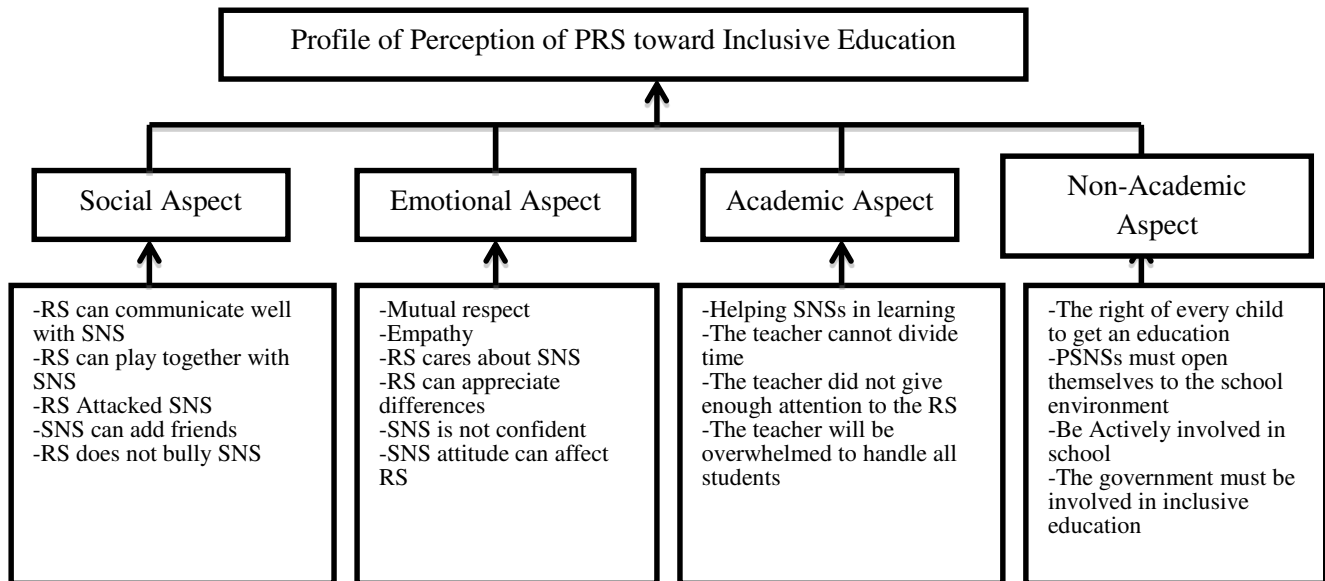 Profile of Perception of PRS toward Inclusive Education
Social Aspect
Emotional Aspect
Academic Aspect
Non-Academic
Aspect
-RS can communicate well
with SNS
-RS can play together with
SNS
-RS Attacked SNS
-SNS can add friends
-RS does not bully SNS
-Mutual respect
-Empathy
-RS cares about SNS
-RS can appreciate
differences
-SNS is not confident
-SNS attitude can affect
RS
-Helping SNSs in learning
-The teacher cannot divide
time
-The teacher did not give
enough attention to the RS
-The teacher will be
overwhelmed to handle all
students
-The right of every child
to get an education
-PSNSs must open
themselves to the school
environment
-Be Actively involved in
school
-The government must be
involved in inclusive
education